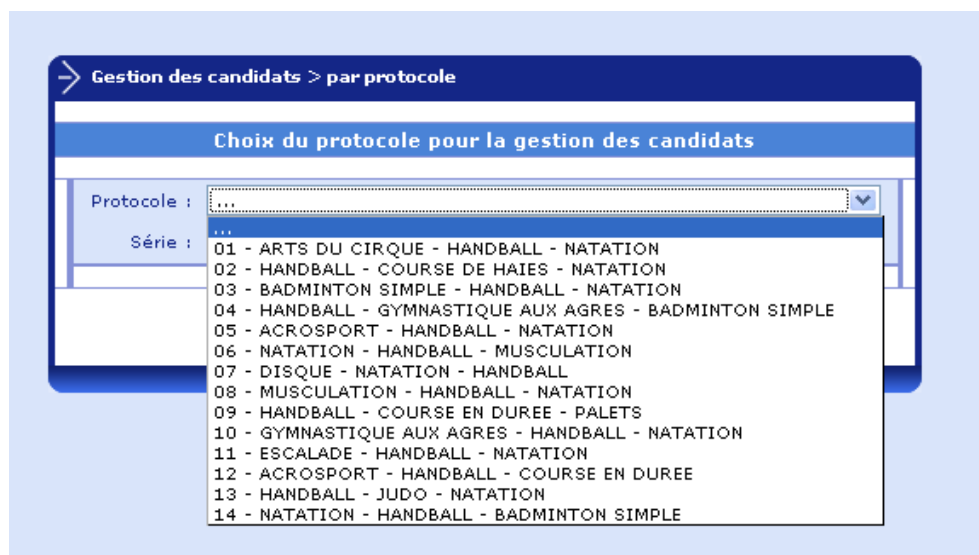 Gestion des candidats > par protocole
Choix du protocole pour la gestion des candidats
Protocole : ...
...
Série :
01 - ARTS DU CIRQUE - HANDBALL - NATATION
02 - HANDBALL - COURSE DE HAIES - NATATION
03 - BADMINTON SIMPLE - HANDBALL - NATATION
04 - HANDBALL - GYMNASTIQUE AUX AGRES - BADMINTON SIMPLE
05 - ACROSPORT - HANDBALL - NATATION
06 - NATATION - HANDBALL - MUSCULATION
07 - DISQUE - NATATION - HANDBALL
08 - MUSCULATION - HANDBALL - NATATION
09 - HANDBALL - COURSE EN DUREE - PALETS
10 - GYMNASTIQUE AUX AGRES - HANDBALL - NATATION
11 - ESCALADE - HANDBALL - NATATION
12 - ACROSPORT - HANDBALL - COURSE EN DUREE
13 - HANDBALL - JUDO - NATATION
14 - NATATION - HANDBALL - BADMINTON SIMPLE